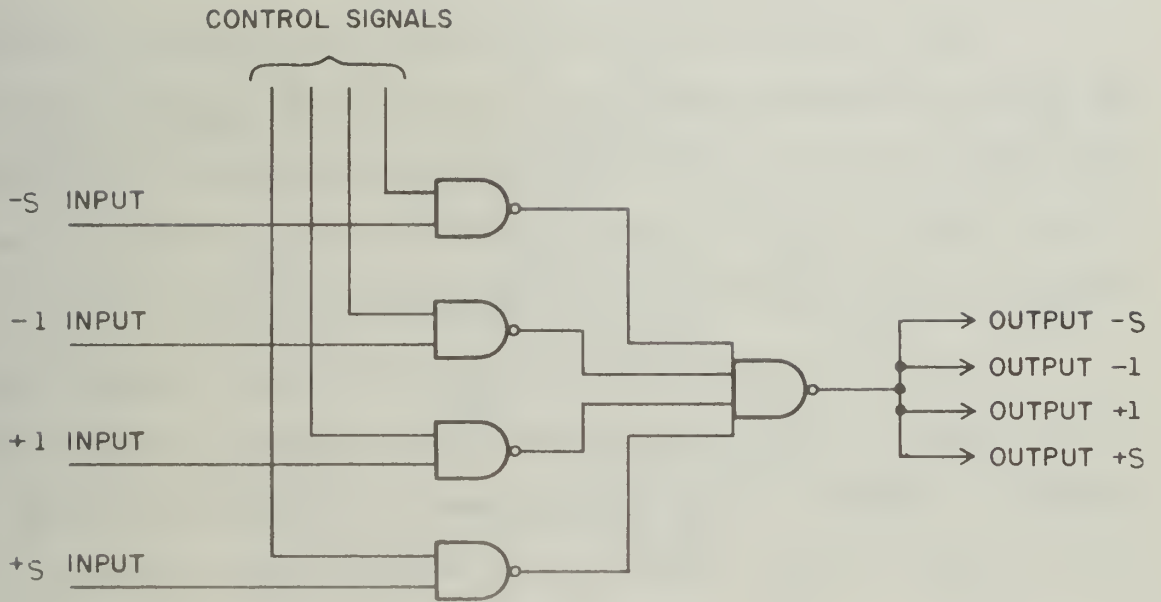 CONTROL SIGNALS
-S INPUT
-1 INPUT
+1 INPUT
+S INPUT
OUTPUT -S
OUTPUT -1
OUTPUT +1
OUTPUT +S